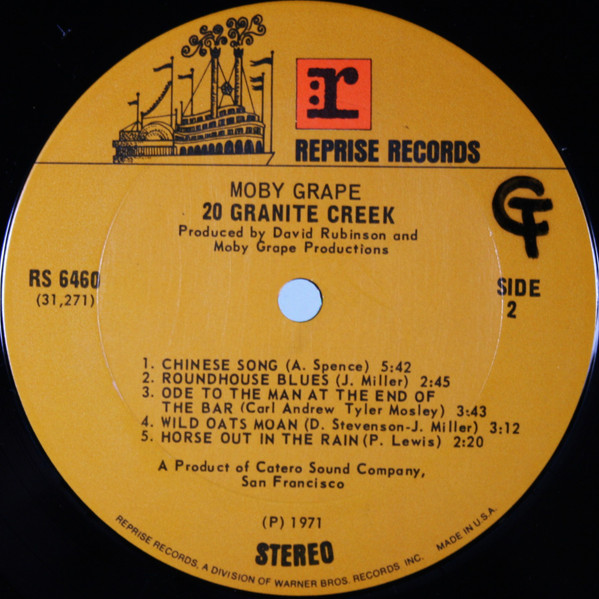 r
REPRISE RECORDS
MOBY GRAPE
20 GRANITE CREEK
Produced by David Rubinson and
Moby Grape Productions
RS 6460
(31,271)
SIDE
2
1. CHINESE SONG (A. Spence) 5:42
2. ROUNDHOUSE BLUES (J. Miller) 2:45
3. ODE TO THE MAN AT THE END OF
THE BAR (Carl Andrew Tyler Mosley) 3:43
4. WILD OATS MOAN (D. Stevenson-J. Miller) 3:12
5. HORSE OUT IN THE RAIN (P. Lewis) 2:20
A Product of Catero Sound Company,
San Francisco
(P) 1971
STEREO
REPRISE RECORDS, A DIVISION OF WARNER BROS. RECORDS INC. MADE IN U.S.A.